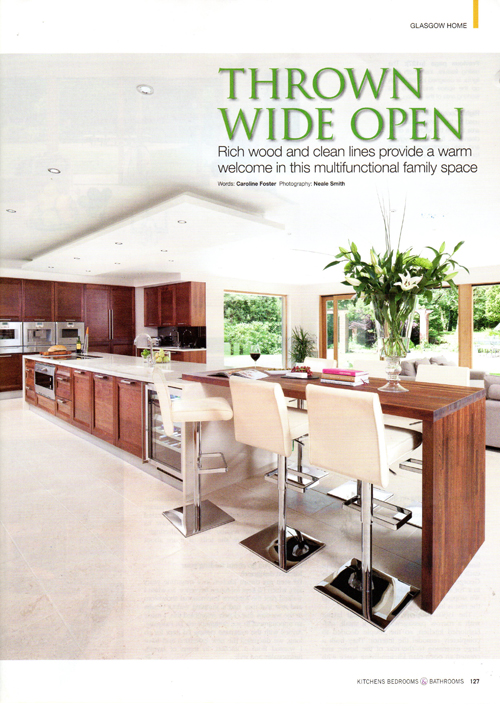 GLASGOW HOME
THROWN
WIDE OPEN
Rich wood and clean lines provide a warm
welcome in this multifunctional family space
Words: Caroline Foster Photography: Neale Smith
KITCHENS BEDROOMS & BATHROOMS 127